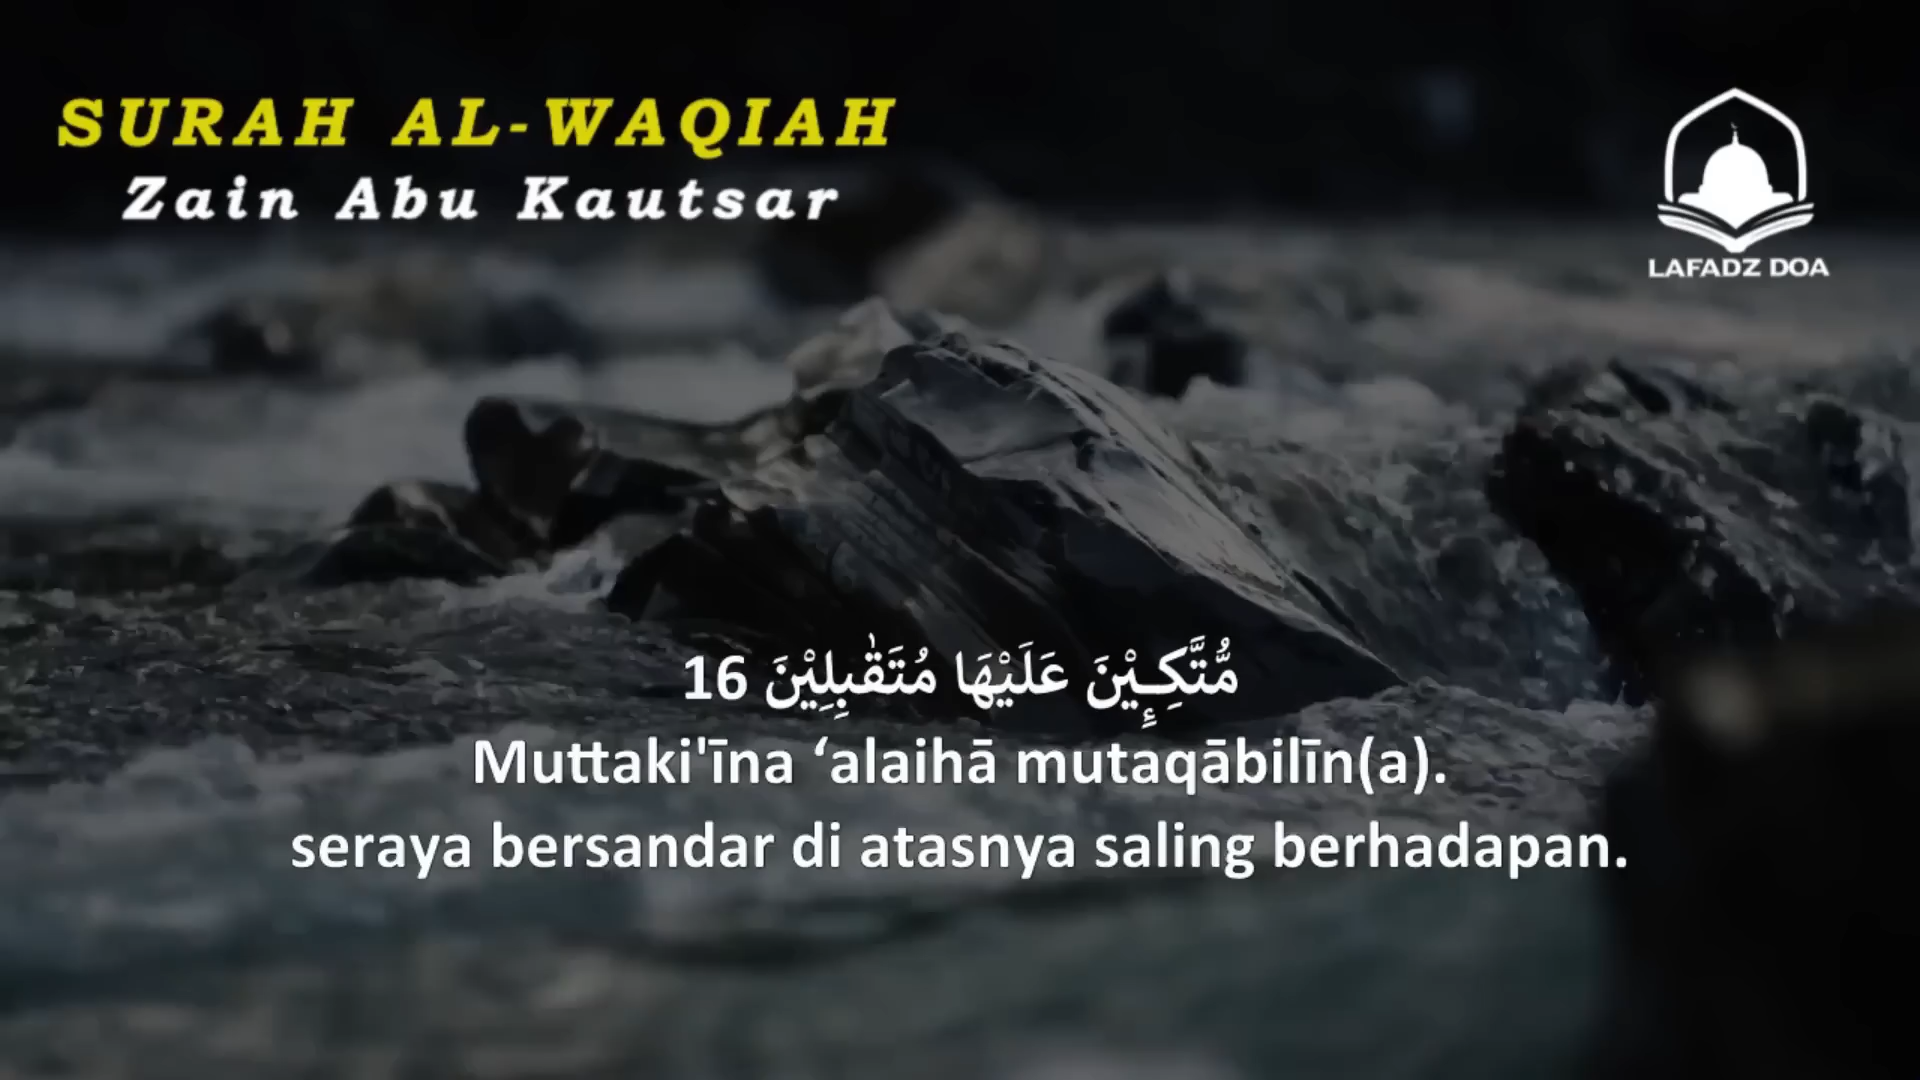 SURAH AL-WAQIAH
Zain Abu Kautsar
LAFADZ DOA
مُّتَّكِـِٕيْنَ عَلَيْهَا مُتَقٰبِلِيْنَ 16
Muttaki'īna ‘alaihā mutaqābilīn(a).
seraya bersandar di atasnya saling berhadapan.